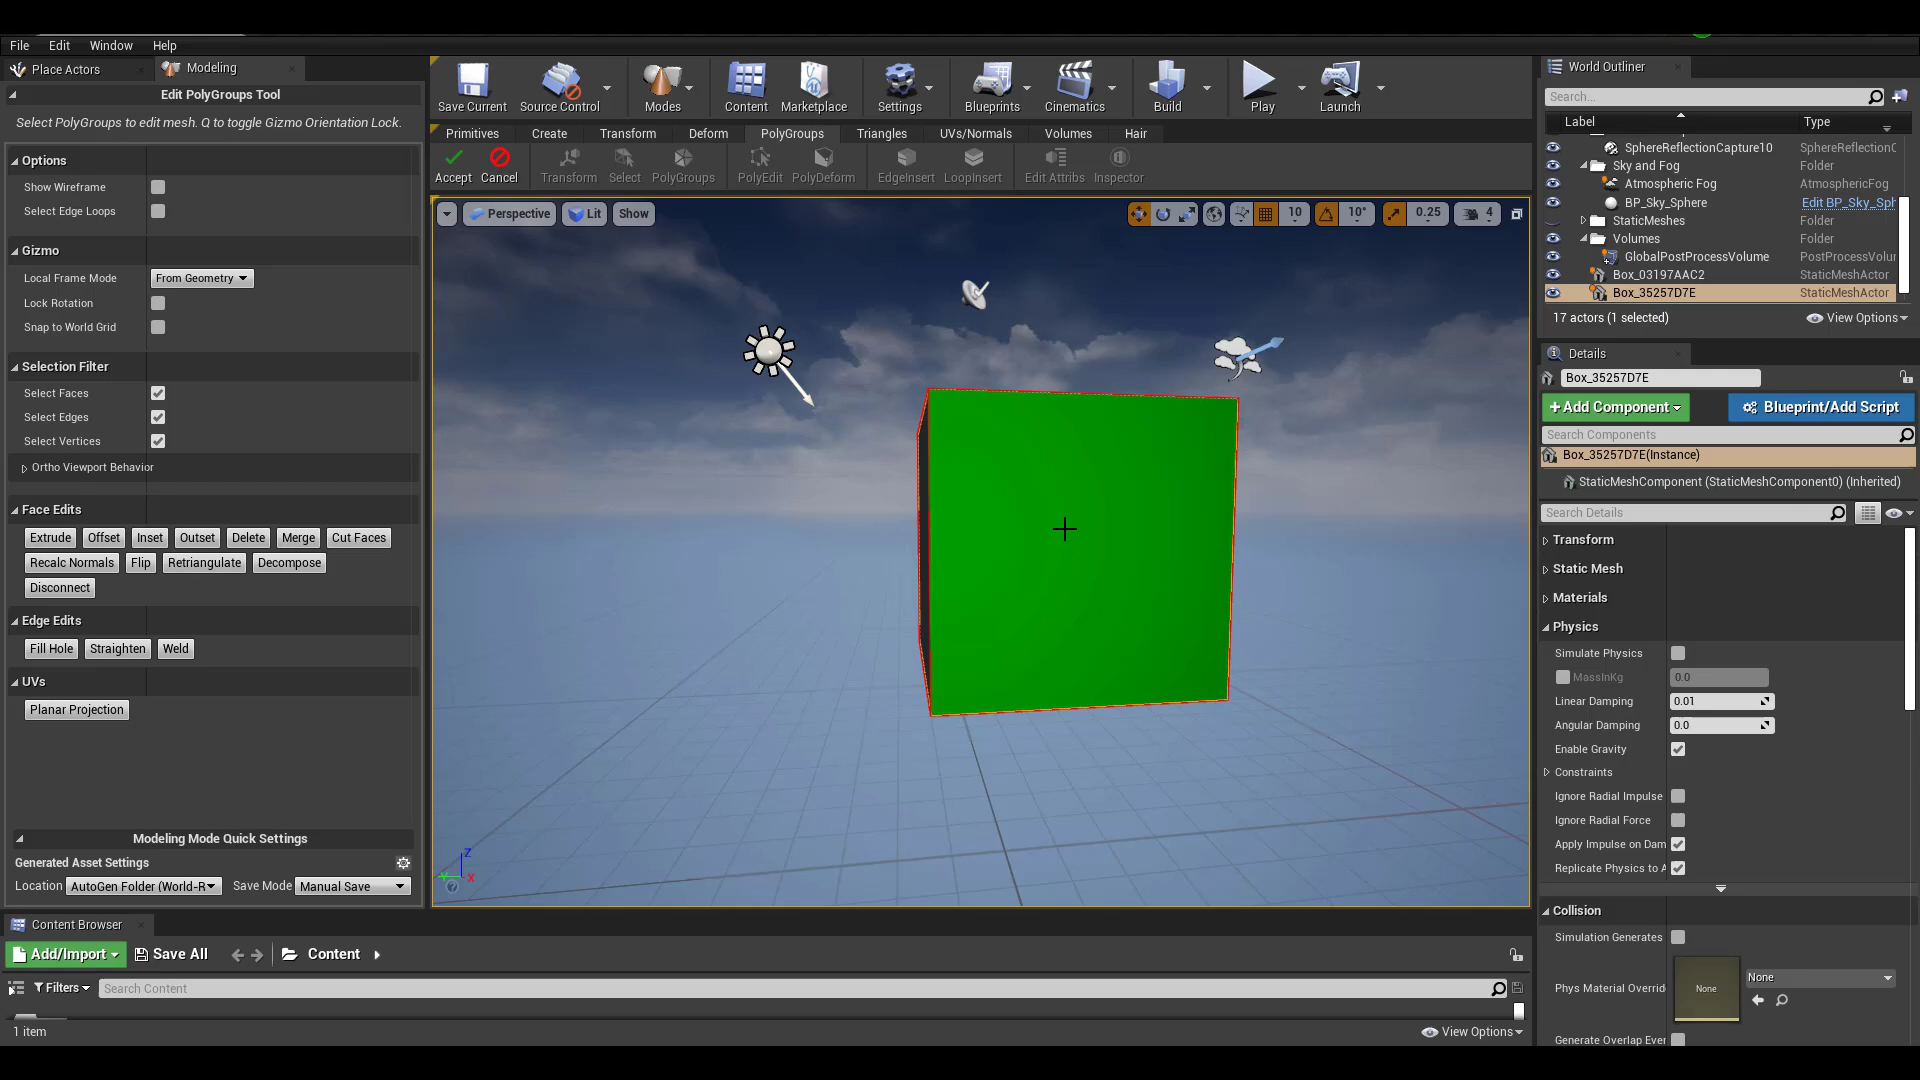 File Edit Window Help
Place Actors
Modeling
Edit PolyGroups Tool
Select PolyGroups to edit mesh. Q to toggle Gizmo Orientation Lock.
Options
Show Wireframe
Select Edge Loops
Gizmo
Local Frame Mode From Geometry
Lock Rotation
Snap to World Grid
Selection Filter
Select Faces
Select Edges
Select Vertices
Ortho Viewport Behavior
Face Edits
Extrude Offset Inset Outset Delete Merge Cut Faces
Recalc Normals Flip Retriangulate Decompose
Disconnect
Edge Edits
Fill Hole Straighten Weld
UVs
Planar Projection
Modeling Mode Quick Settings
Generated Asset Settings
Location AutoGen Folder (World-R Save Mode Manual Save
Save Current Source Control Modes Content Marketplace Settings Blueprints Cinematics Build Play Launch
Primitives Create Transform Deform PolyGroups Triangles UVs/Normals Volumes Hair
Accept Cancel Transform Select PolyGroups PolyEdit PolyDeform EdgeInsert LoopInsert Edit Attribs Inspector
Perspective Lit Show 10 10° 0.25 4
Z
Y X
World Outliner
Search...
Label Type
SphereReflectionCapture10 SphereReflectionC
Sky and Fog Folder
Atmospheric Fog AtmosphericFog
BP_Sky_Sphere Edit BP_Sky_Sph
StaticMeshes Folder
Volumes Folder
GlobalPostProcessVolume PostProcessVolum
Box_03197AAC2 StaticMeshActor
Box_35257D7E StaticMeshActor
17 actors (1 selected) View Options
Details
Box_35257D7E
+Add Component Blueprint/Add Script
Search Components
Box_35257D7E(Instance)
StaticMeshComponent (StaticMeshComponent0) (Inherited)
Search Details
Transform
Static Mesh
Materials
Physics
Simulate Physics
MassInKg 0.0
Linear Damping 0.01
Angular Damping 0.0
Enable Gravity
Constraints
Ignore Radial Impulse
Ignore Radial Force
Apply Impulse on Dam
Replicate Physics to A
Collision
Simulation Generates
Phys Material Override None None
Generate Overlap Ever
Content Browser
Add/Import Save All Content
Filters Search Content
1 item View Options